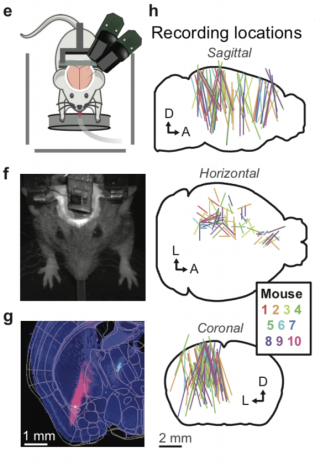 e
h
Recording locations
Sagittal
D
A
f
Horizontal
L
A
Mouse
1 2 3 4
5 6 7
8 9 10
g
Coronal
D
L
1 mm
2 mm